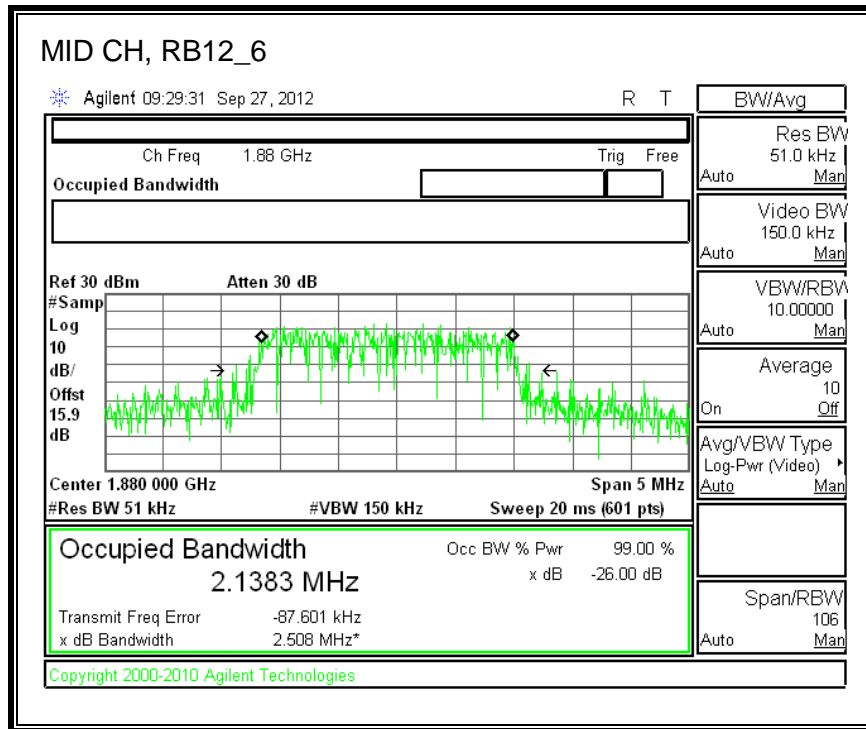 MID CH, RB12_6
Agilent 09:29:31 Sep 27, 2012 R T
Ch Freq 1.88 GHz Trig Free
Occupied Bandwidth
Ref 30 dBm Atten 30 dB
#Samp
Log
10
dB/
Offst
15.9
dB
Center 1.880 000 GHz Span 5 MHz
#Res BW 51 kHz #VBW 150 kHz Sweep 20 ms (601 pts)
Occupied Bandwidth Occ BW % Pwr 99.00 %
2.1383 MHz x dB -26.00 dB
Transmit Freq Error -87.601 kHz
x dB Bandwidth 2.508 MHz*
Copyright 2000-2010 Agilent Technologies
BW/Avg
Res BW
51.0 kHz
Auto Man
Video BW
150.0 kHz
Auto Man
VBW/RBW
10.00000
Auto Man
Average
10
On Off
Avg/VBW Type
Log-Pwr (Video)
Auto Man
Span/RBW
106
Auto Man